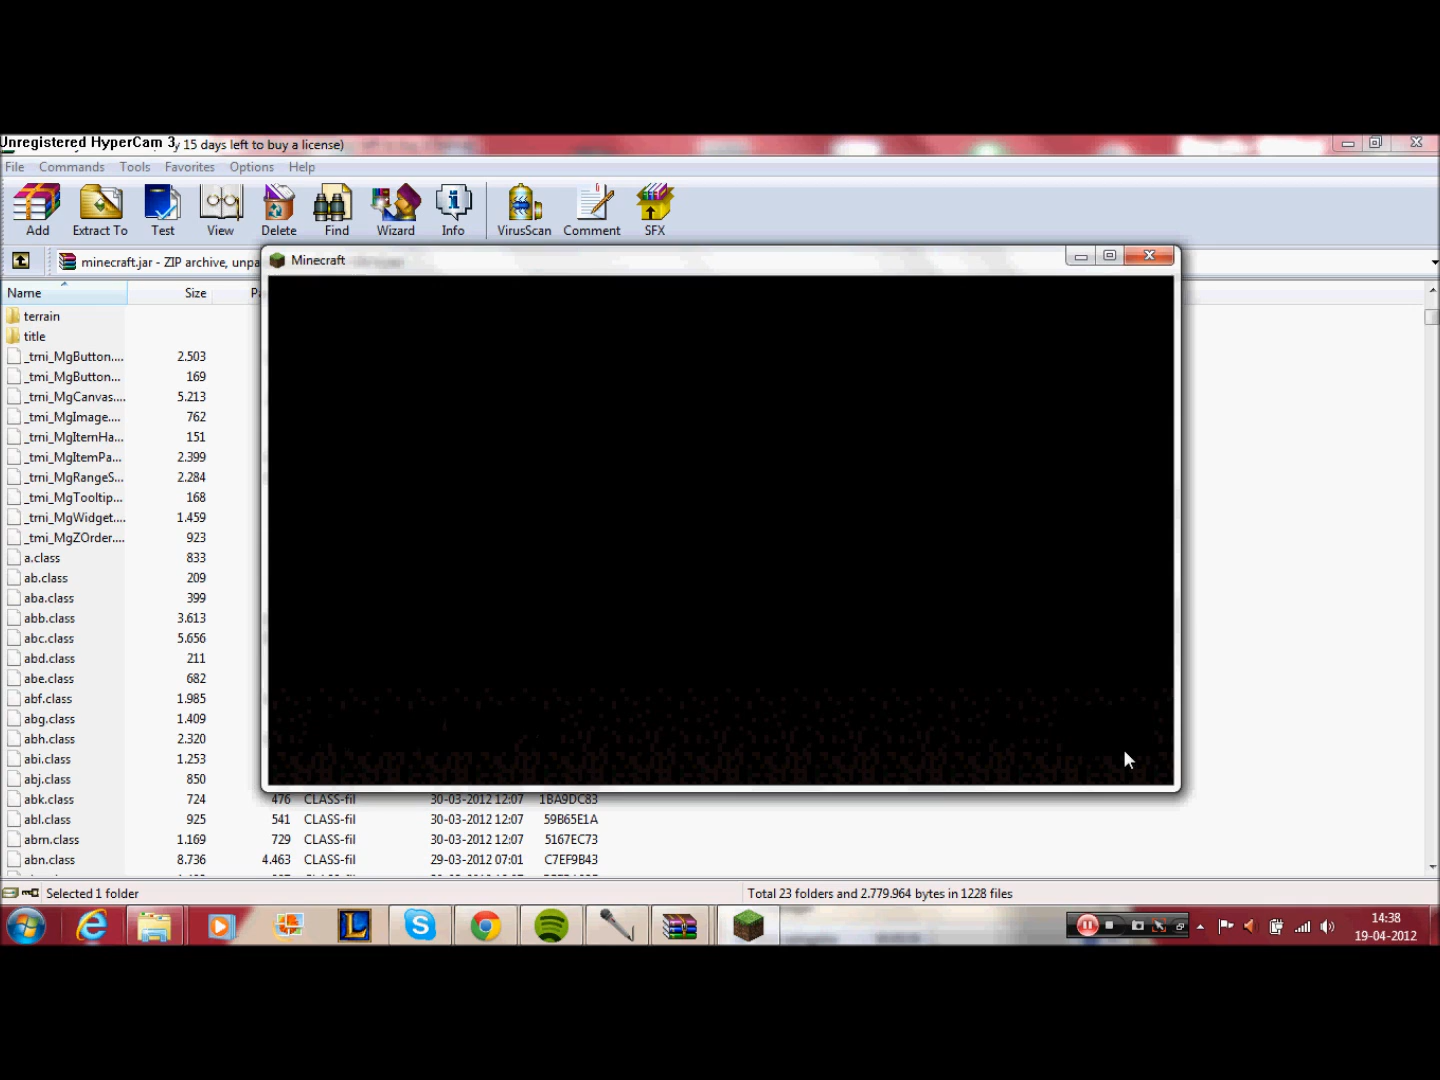 Unregistered HyperCam 3, y 15 days left to buy a license)
File Commands Tools Favorites Options Help
Add Extract To Test View Delete Find Wizard Info VirusScan Comment SFX
minecraft.jar - ZIP archive, unpa
Minecraft
Name Size P
terrain
title
_tmi_MgButton.... 2.503
_tmi_MgButton... 169
_tmi_MgCanvas.... 5.213
_tmi_MgImage.... 762
_tmi_MgItemHa... 151
_tmi_MgItemPa... 2.399
_tmi_MgRangeS... 2.284
_tmi_MgTooltip... 168
_tmi_MgWidget.... 1.459
_tmi_MgZOrder.... 923
a.class 833
ab.class 209
aba.class 399
abb.class 3.613
abc.class 5.656
abd.class 211
abe.class 682
abf.class 1.985
abg.class 1.409
abh.class 2.320
abi.class 1.253
abj.class 850
abk.class 724 476 CLASS-fil 30-03-2012 12:07 1BA9DC83
abl.class 925 541 CLASS-fil 30-03-2012 12:07 59B65E1A
abm.class 1.169 729 CLASS-fil 30-03-2012 12:07 5167EC73
abn.class 8.736 4.463 CLASS-fil 29-03-2012 07:01 C7EF9B43
Selected 1 folder Total 23 folders and 2.779.964 bytes in 1228 files
14:38
19-04-2012